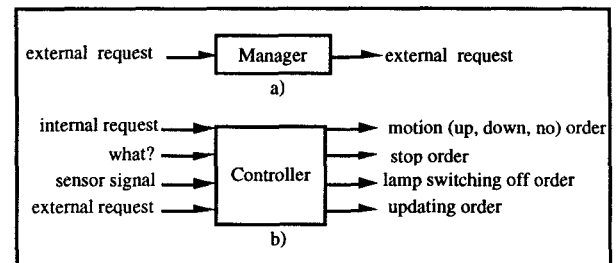 external request Manager external request
a)
internal request motion (up, down, no) order
what? stop order
sensor signal Controller lamp switching off order
external request updating order
b)